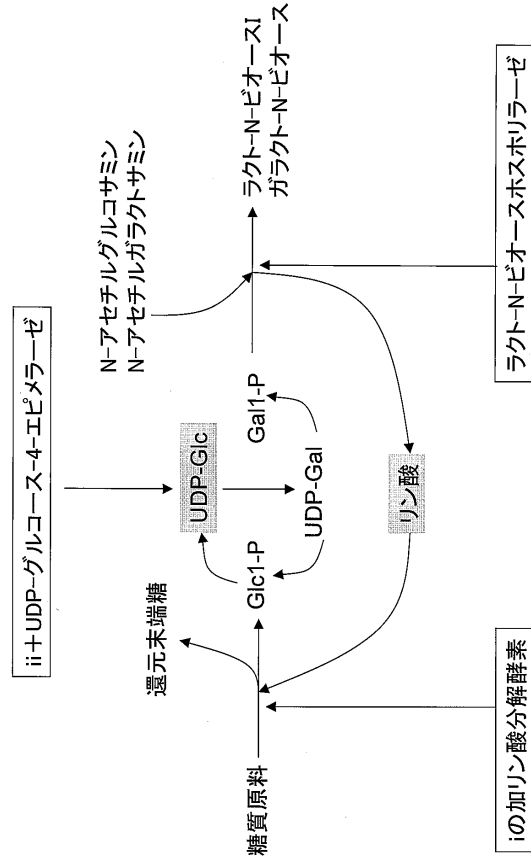 ii+UDP-グルコース-4-エピメラーゼ
N-アセチルグルコサミン
N-アセチルガラクトサミン
還元末端糖
UDP-Glc
糖質原料
Glc1-P
Gal1-P
ラクト-N-ビオースI
ガラクト-N-ビオース
UDP-Gal
リン酸
iの加リン酸分解酵素
ラクト-N-ビオースホスホリラーゼ